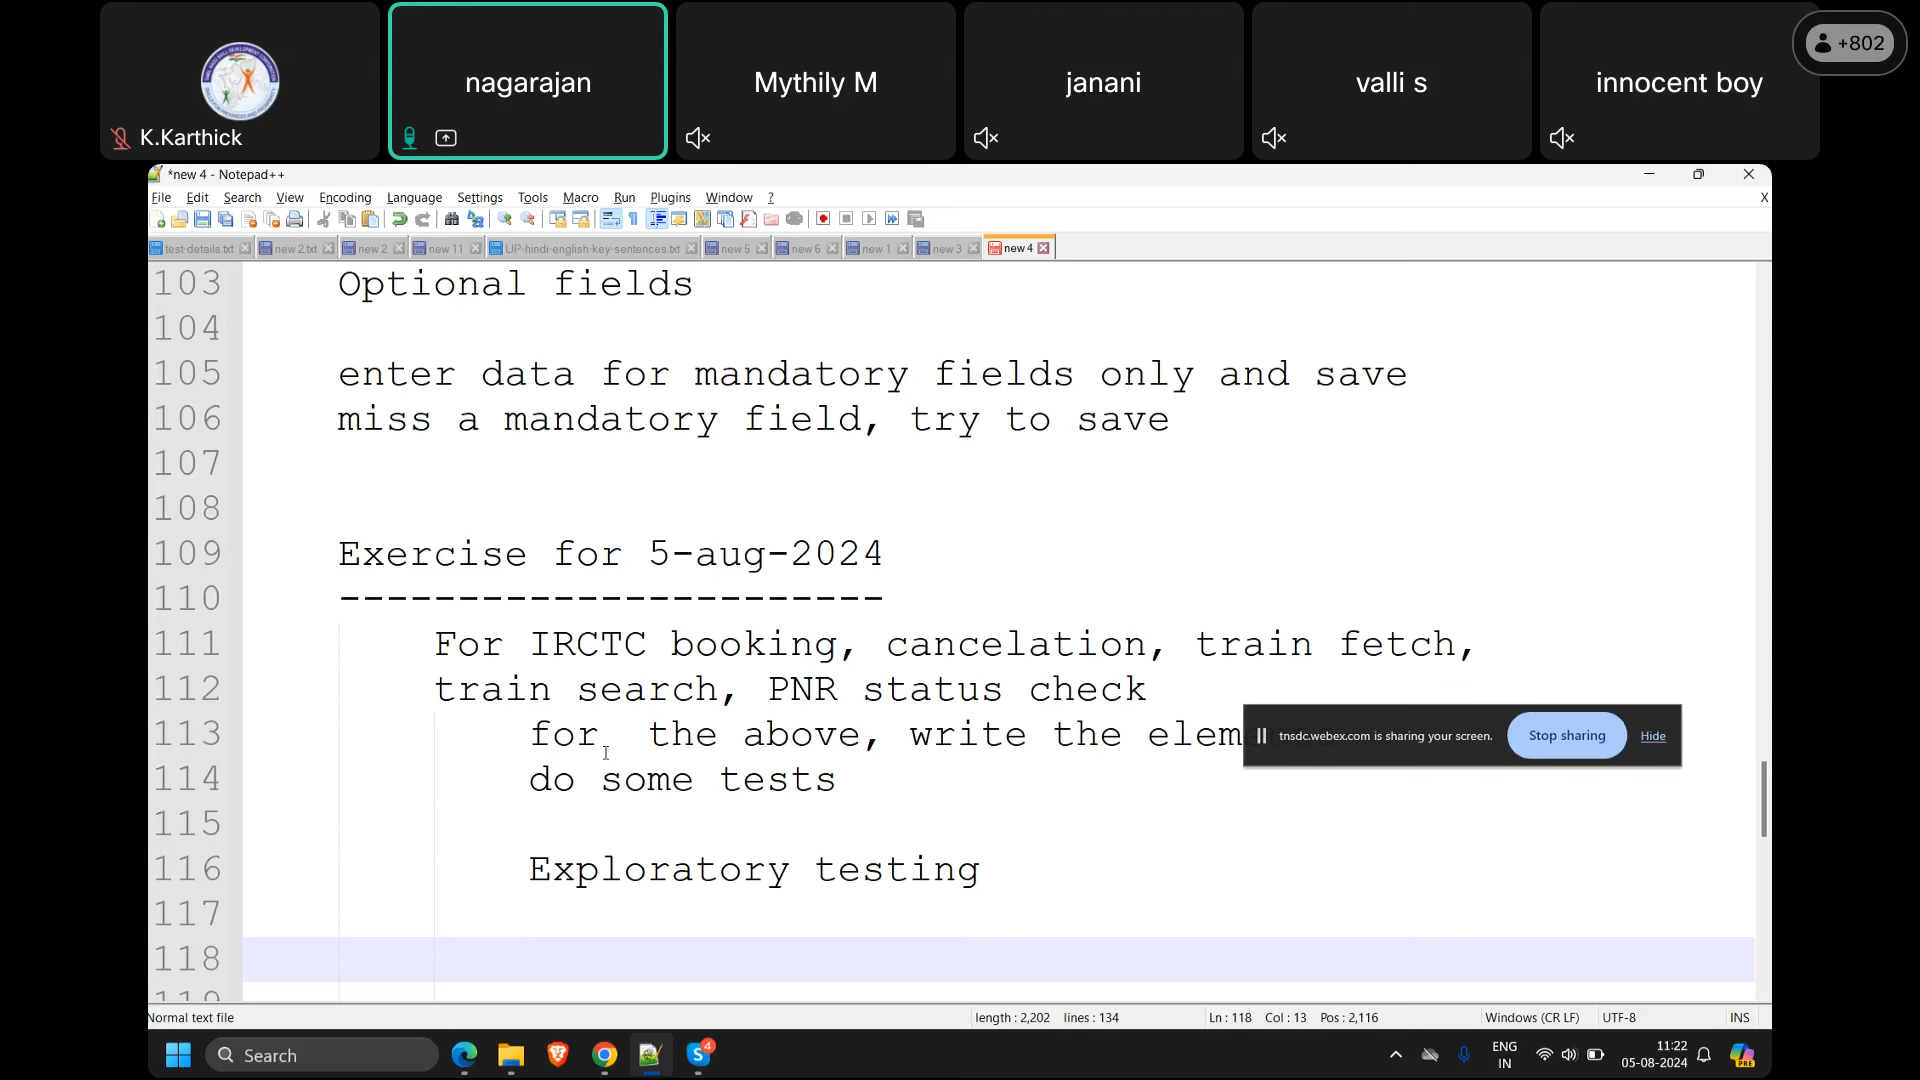 nagarajan
Mythily M
janani
valli s
innocent boy
+802
K.Karthick
*new 4 - Notepad++
File Edit Search View Encoding Language Settings Tools Macro Run Plugins Window ?
X
test-details.txt new 2.txt new 2 new 11 UP-hindi-english-key-sentences.txt new 5 new 6 new 1 new 3 new 4
103 Optional fields
104
105 enter data for mandatory fields only and save
106 miss a mandatory field, try to save
107
108
109 Exercise for 5-aug-2024
110 -----------------------
111 For IRCTC booking, cancelation, train fetch,
112 train search, PNR status check
113 for the above, write the elem
tnsdc.webex.com is sharing your screen. Stop sharing Hide
114 do some tests
115
116 Exploratory testing
117
118
119
Normal text file length : 2,202 lines : 134 Ln : 118 Col : 13 Pos : 2,116 Windows (CR LF) UTF-8 INS
Search
S 4
ENG
IN
11:22
05-08-2024
PRE